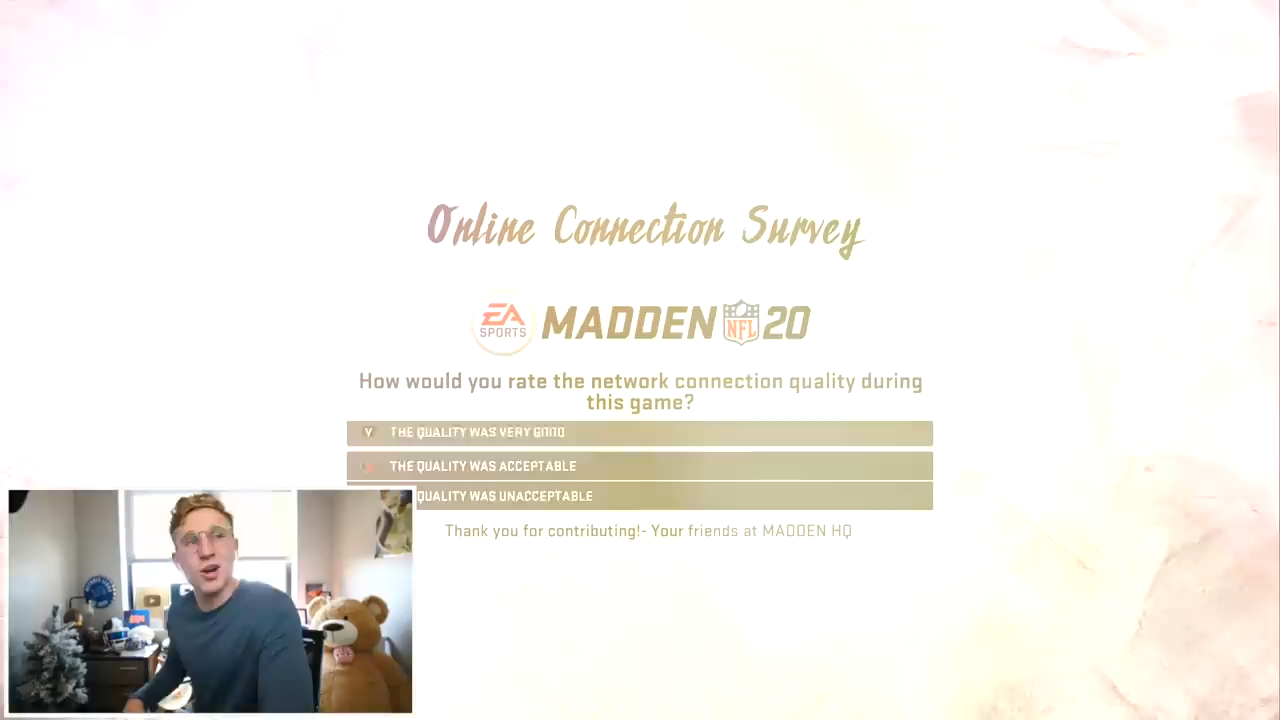 Online Connection Survey
EA SPORTS MADDEN NFL 20
How would you rate the network connection quality during
this game?
Y THE QUALITY WAS VERY GOOD
THE QUALITY WAS ACCEPTABLE
QUALITY WAS UNACCEPTABLE
Thank you for contributing!- Your friends at MADDEN HQ